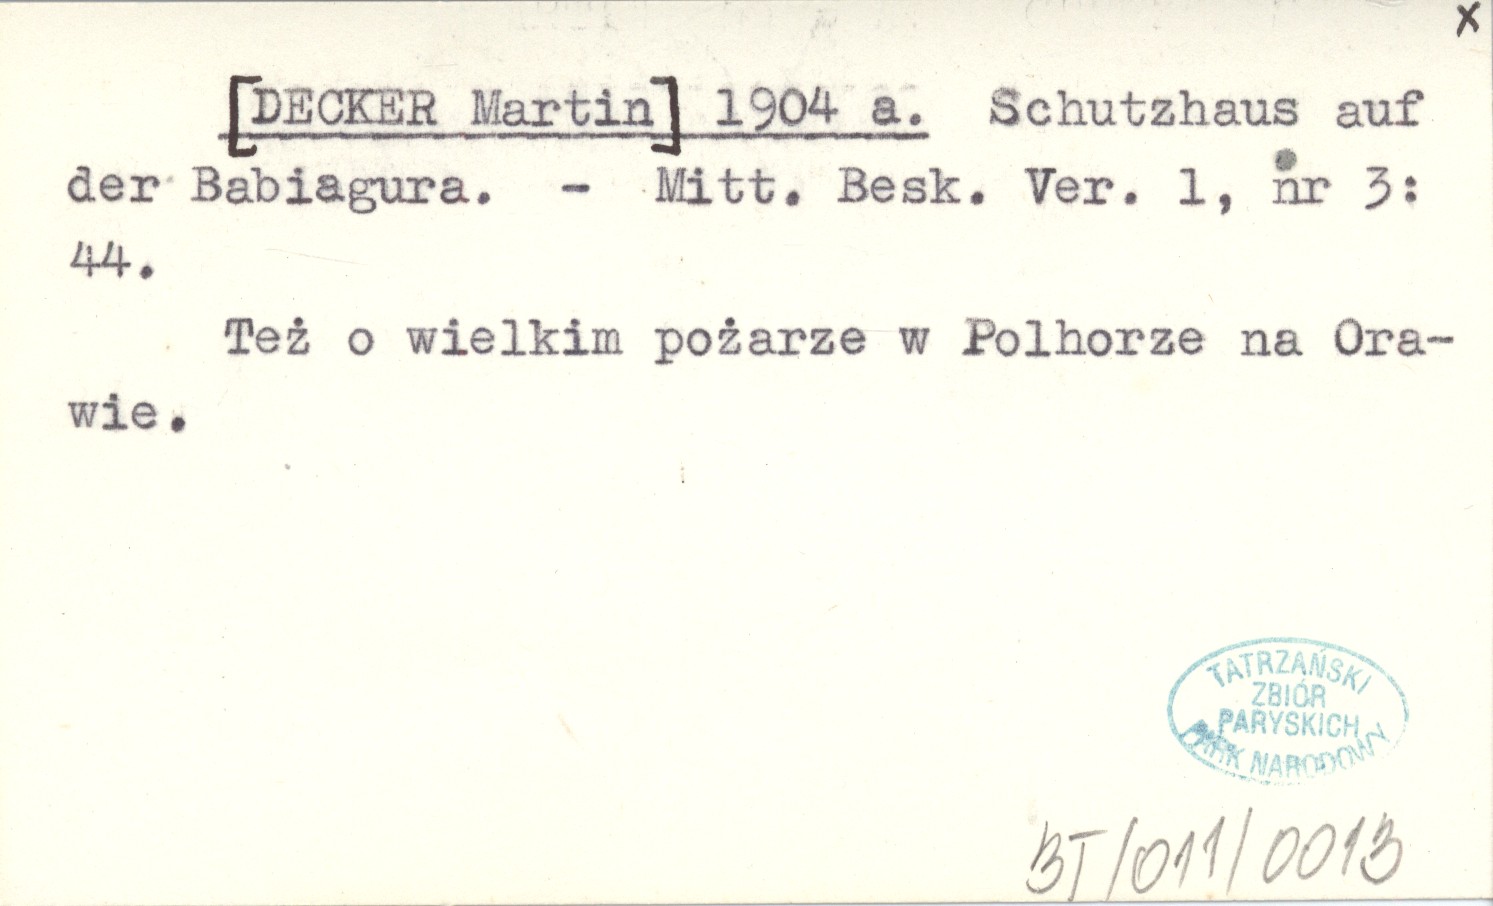 x
[DECKER Martin] 1904 a. Schutzhaus auf
der Babiagura. - Mitt. Besk. Ver. 1, nr 3:
44.
Też o wielkim pożarze w Polhorze na Ora-
wie.
TATRZAŃSKI
ZBIÓR
PARYSKICH
PARK NARODOWY
BT/011/0013